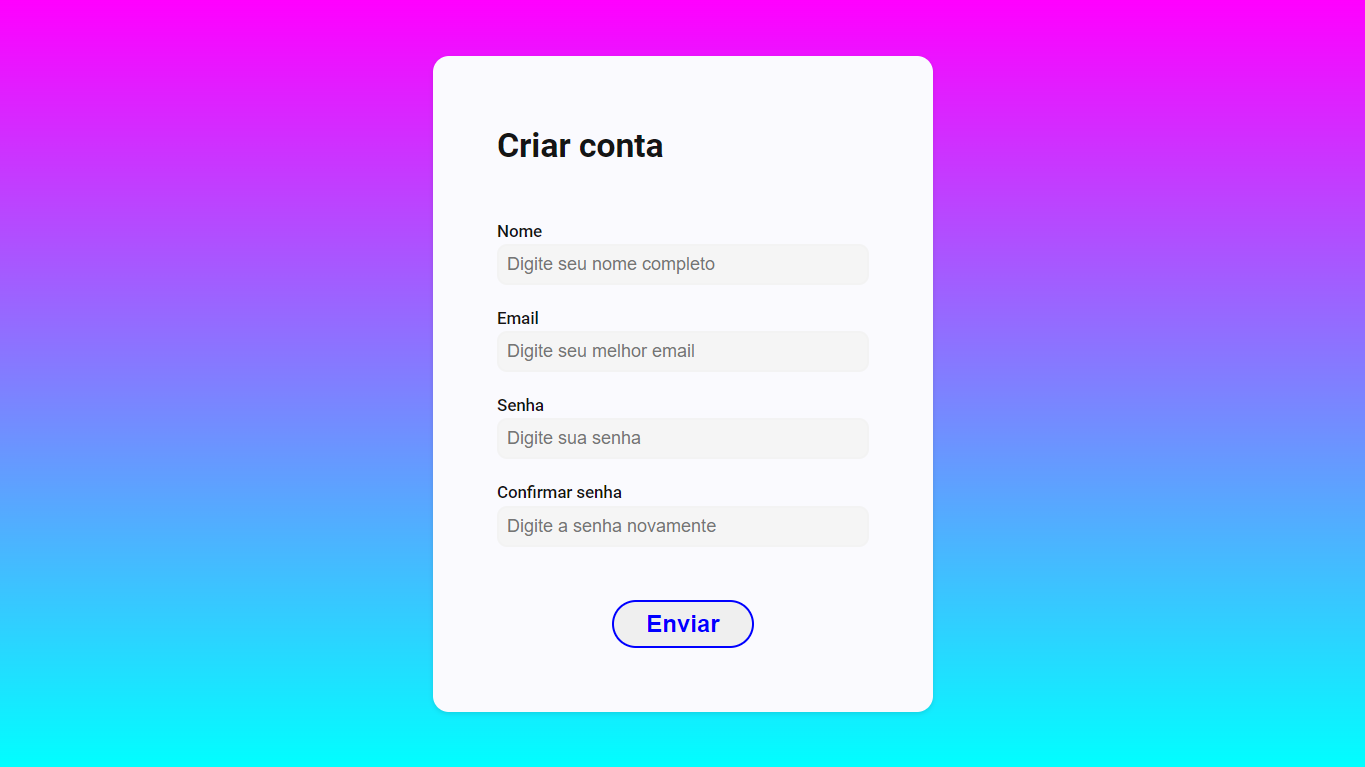 Criar conta
Nome
Digite seu nome completo
Email
Digite seu melhor email
Senha
Digite sua senha
Confirmar senha
Digite a senha novamente
Enviar